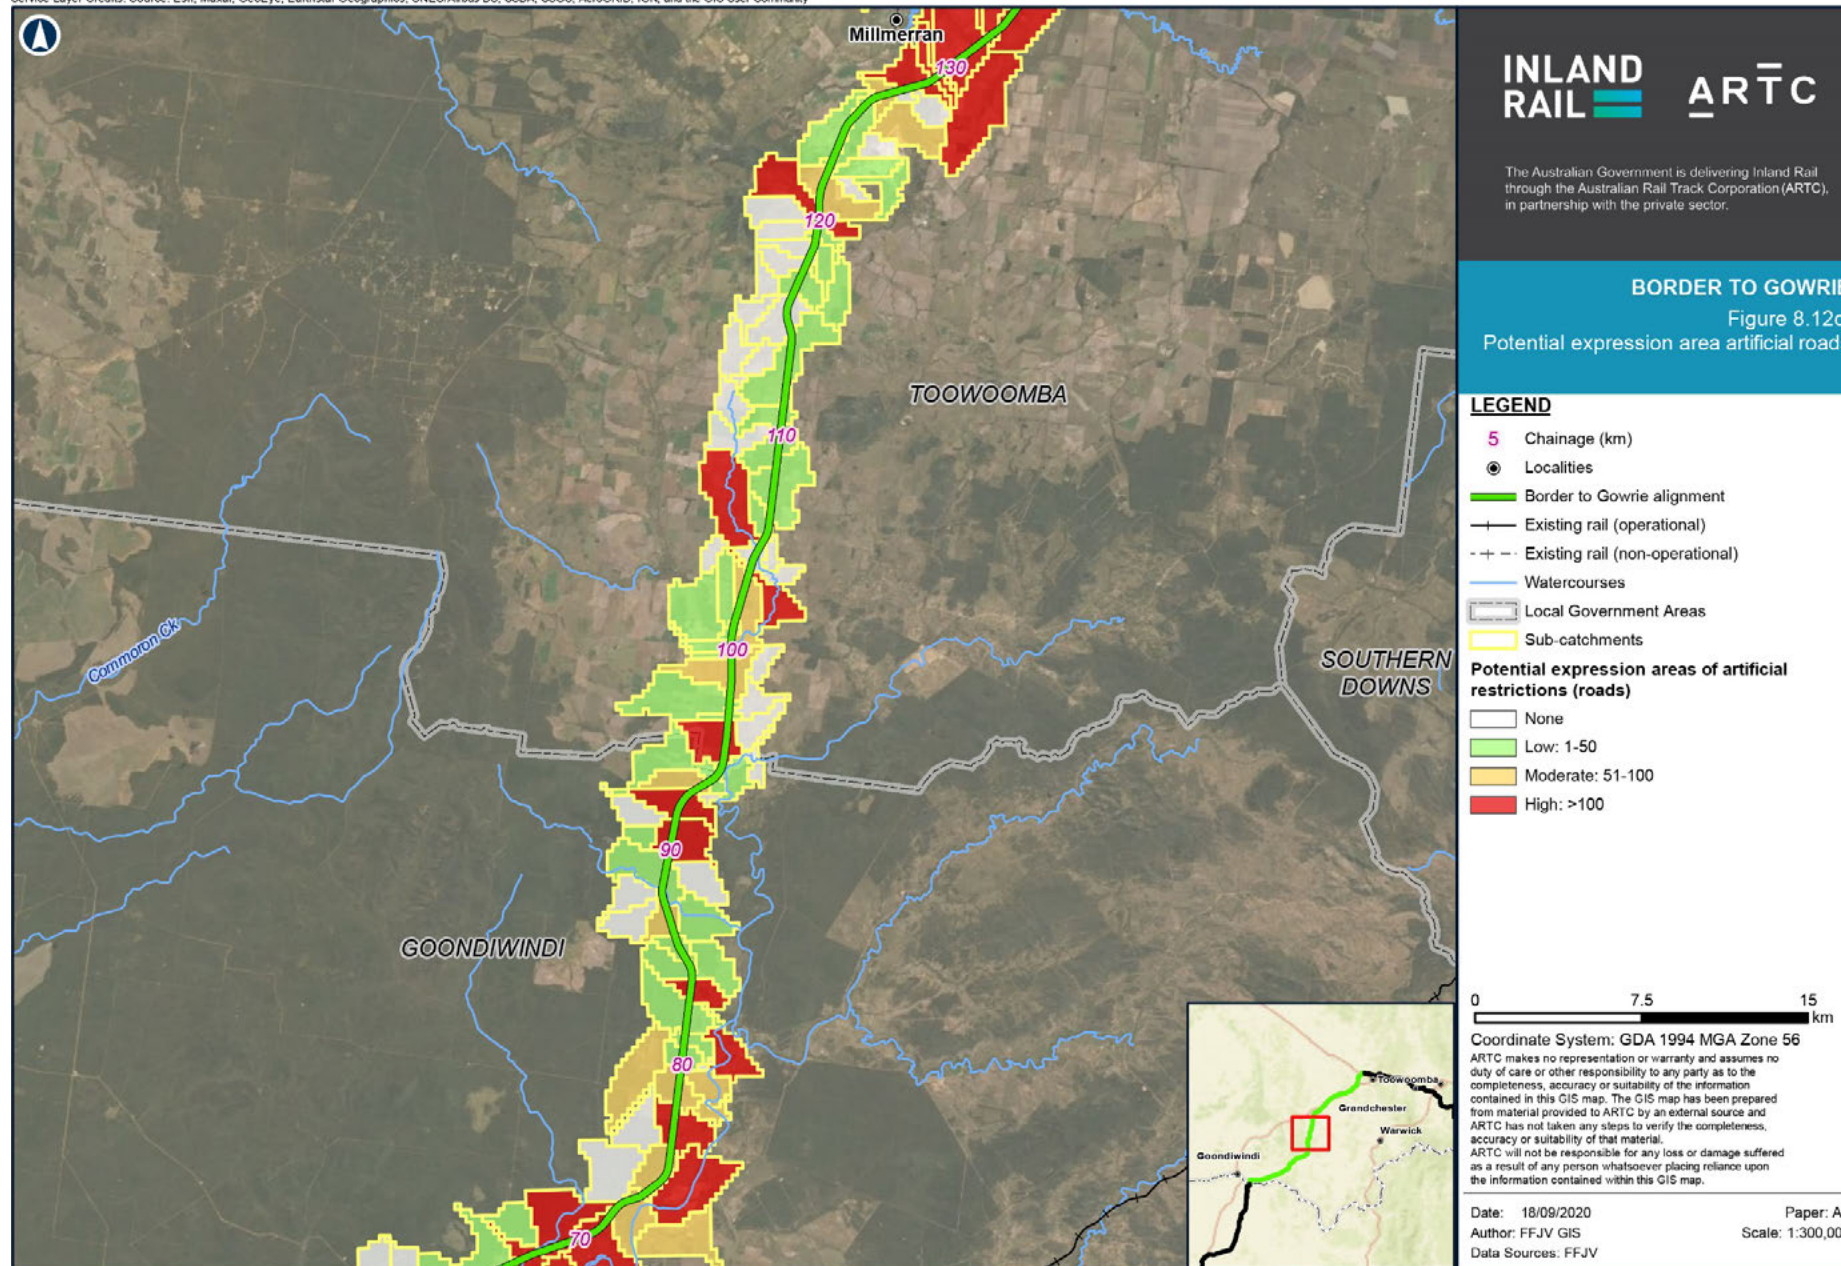 Millmerran
130
120
TOOWOOMBA
110
100
Commoron Ck
SOUTHERN
DOWNS
90
GOONDIWINDI
80
70
Toowoomba
Grandchester
Warwick
Goondiwindi
INLAND
RAIL
ARTC
The Australian Government is delivering Inland Rail
through the Australian Rail Track Corporation (ARTC),
in partnership with the private sector.
BORDER TO GOWRIE
Figure 8.12
Potential expression area artificial road
LEGEND
5 Chainage (km)
Localities
Border to Gowrie alignment
Existing rail (operational)
Existing rail (non-operational)
Watercourses
Local Government Areas
Sub-catchments
Potential expression areas of artificial
restrictions (roads)
None
Low: 1-50
Moderate: 51-100
High: >100
0 7.5 15
km
Coordinate System: GDA 1994 MGA Zone 56
ARTC makes no representation or warranty and assumes no
duty of care or other responsibility to any party as to the
completeness, accuracy or suitability of the information
contained in this GIS map. The GIS map has been prepared
from material provided to ARTC by an external source and
ARTC has not taken any steps to verify the completeness,
accuracy or suitability of that material.
ARTC will not be responsible for any loss or damage suffered
as a result of any person whatsoever placing reliance upon
the information contained within this GIS map.
Date: 18/09/2020 Paper: A
Author: FFJV GIS Scale: 1:300,00
Data Sources: FFJV